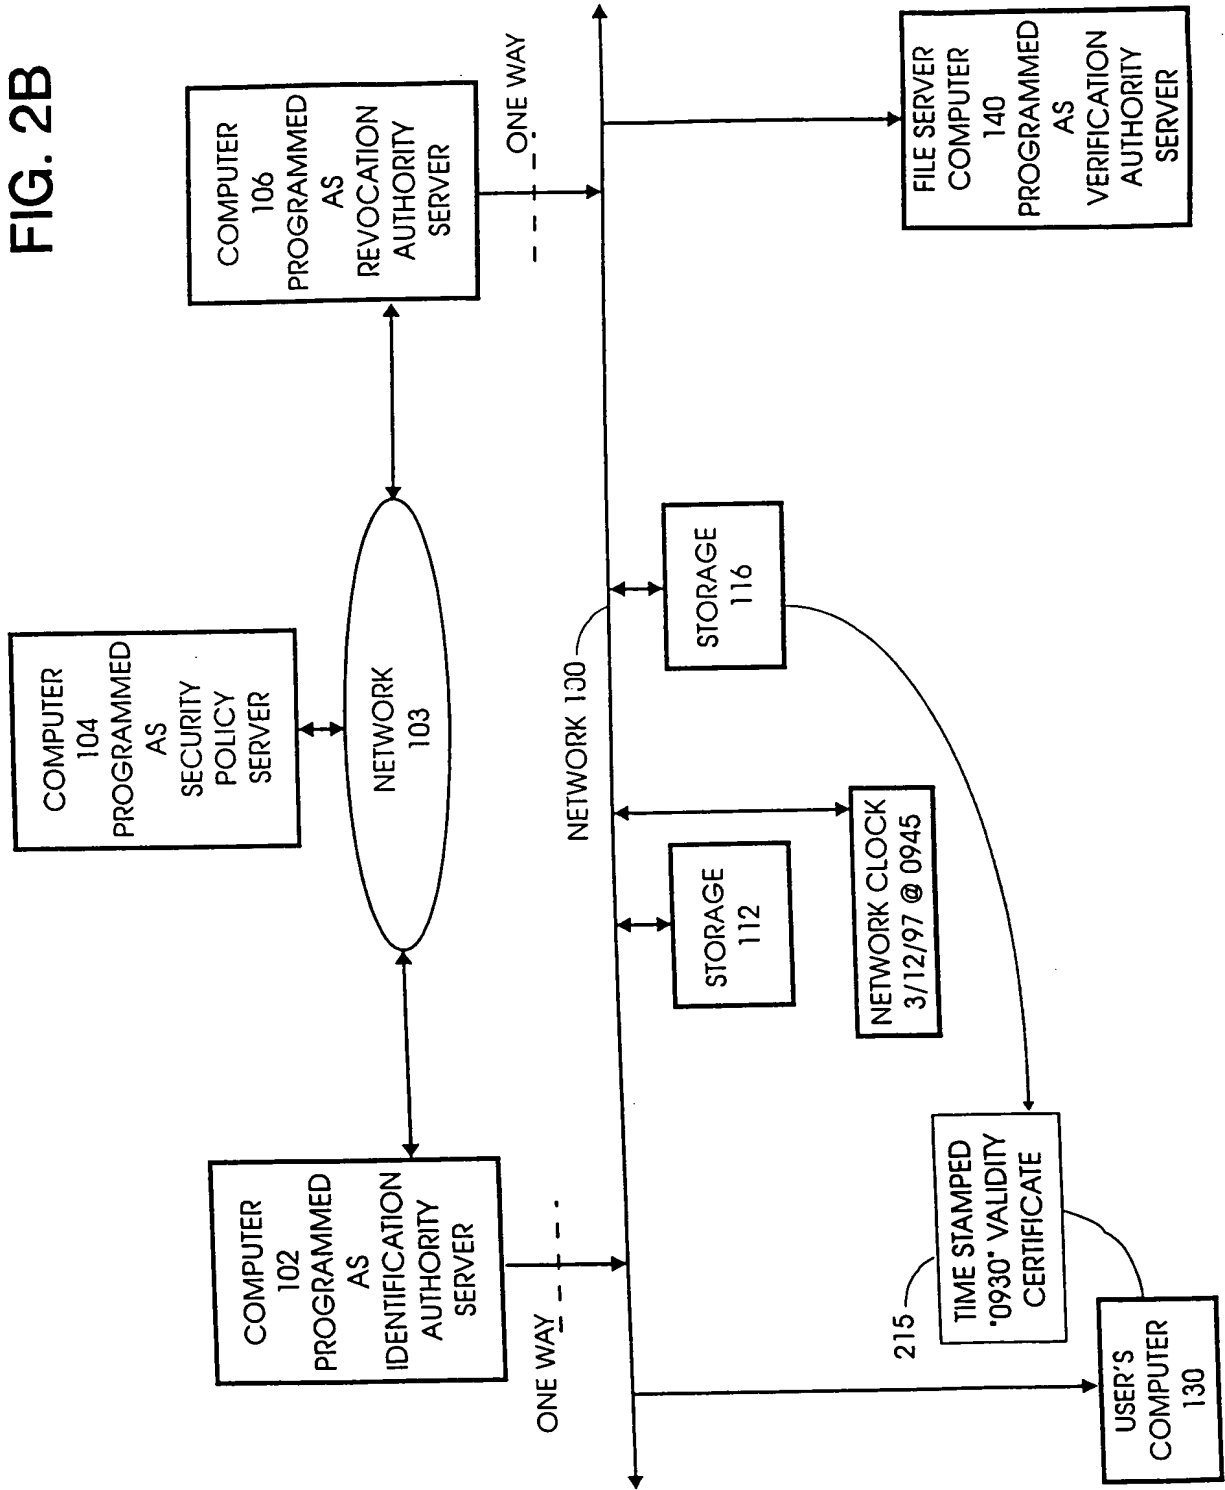 FIG. 2B
COMPUTER
104
PROGRAMMED
AS
SECURITY
POLICY
SERVER
COMPUTER
102
PROGRAMMED
AS
IDENTIFICATION
AUTHORITY
SERVER
NETWORK
103
COMPUTER
106
PROGRAMMED
AS
REVOCATION
AUTHORITY
SERVER
ONE WAY
ONE WAY
NETWORK 100
STORAGE
112
STORAGE
116
NETWORK CLOCK
3/12/97 @ 0945
215
TIME STAMPED
"0930" VALIDITY
CERTIFICATE
USER'S
COMPUTER
130
FILE SERVER
COMPUTER
140
PROGRAMMED
AS
VERIFICATION
AUTHORITY
SERVER